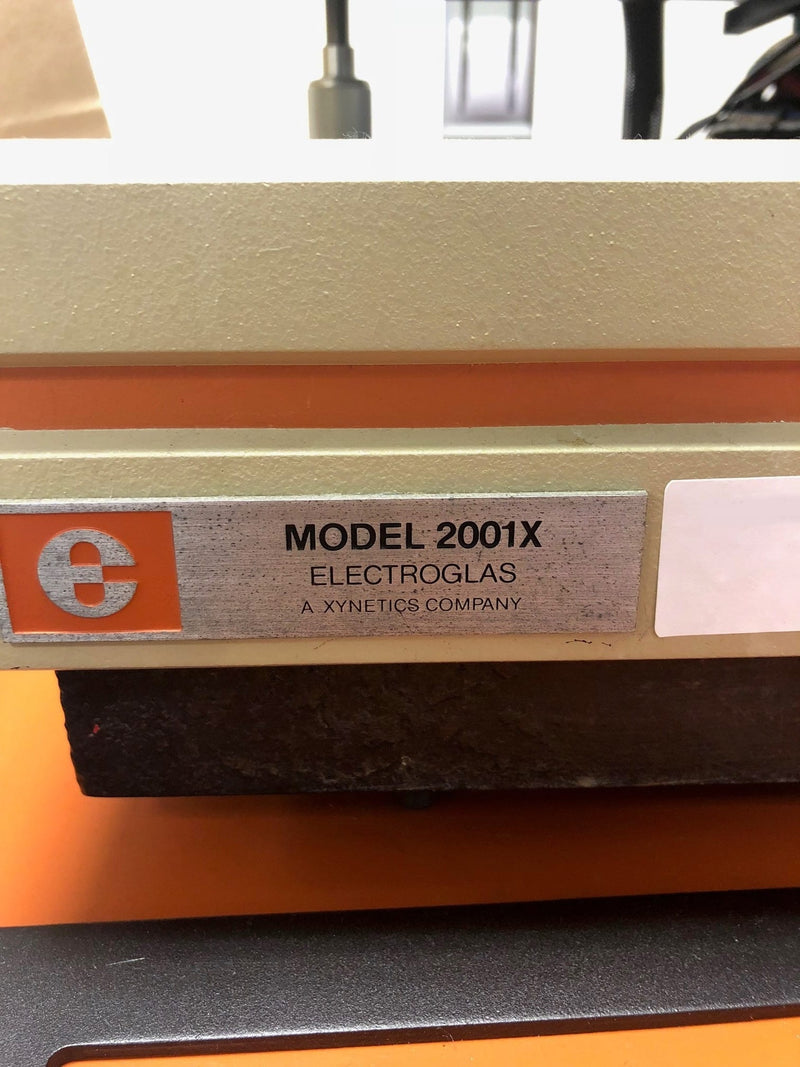 MODEL 2001X
ELECTROGLAS
A XYNETICS COMPANY